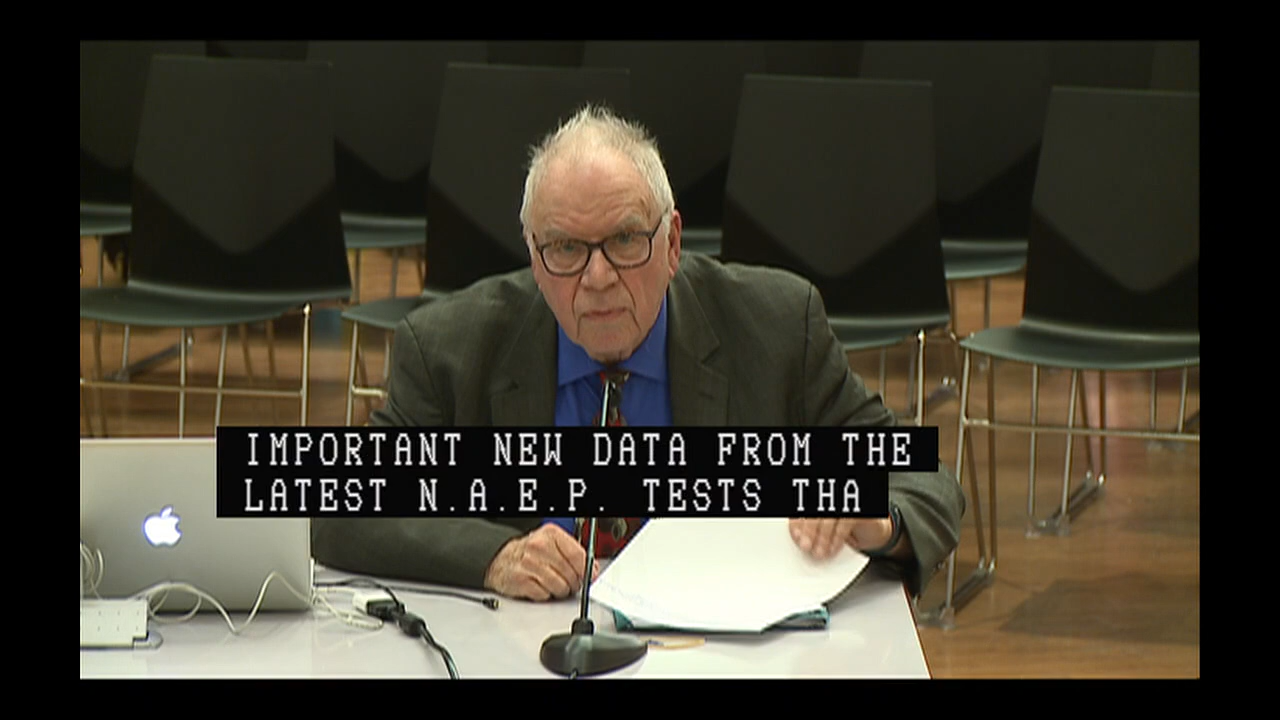 IMPORTANT NEW DATA FROM THE
LATEST N.A.E.P. TESTS THA